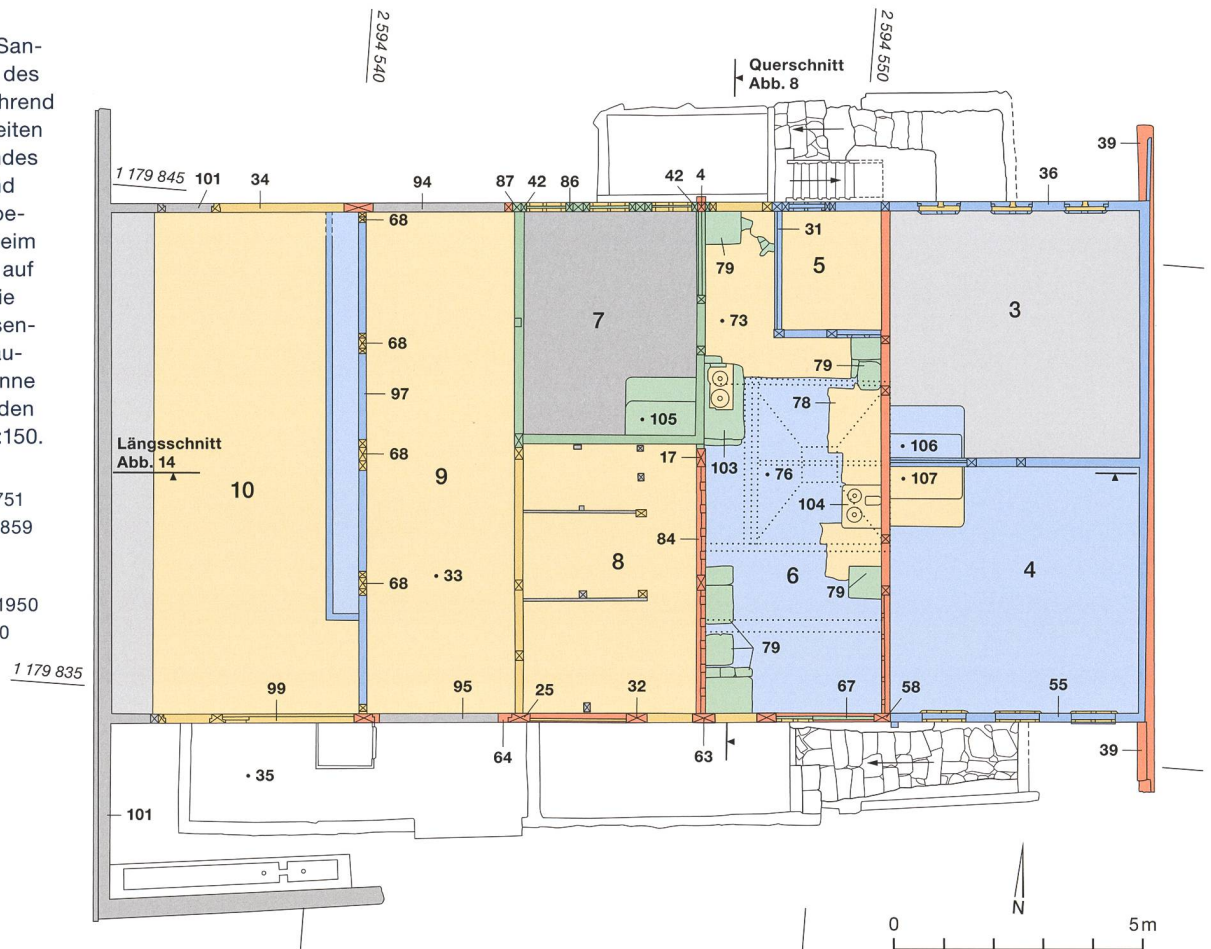 San-
des
hrend
eiten
ndes
nd
be-
eim
auf
ie
sen-
au-
nne
den
:150.
751
859
1950
0
2 594 540
2 594 550
Querschnitt
Abb. 8
39
1 179 845
101
34
94
87
42
86
42
4
36
68
31
79
5
7
73
3
68
79
97
78
105
106
Längsschnitt
Abb. 14
68
17
103
76
107
10
9
104
84
8
4
33
68
6
79
79
1 179 835
99
95
25
32
67
58
55
64
63
39
35
101
N
0
5 m